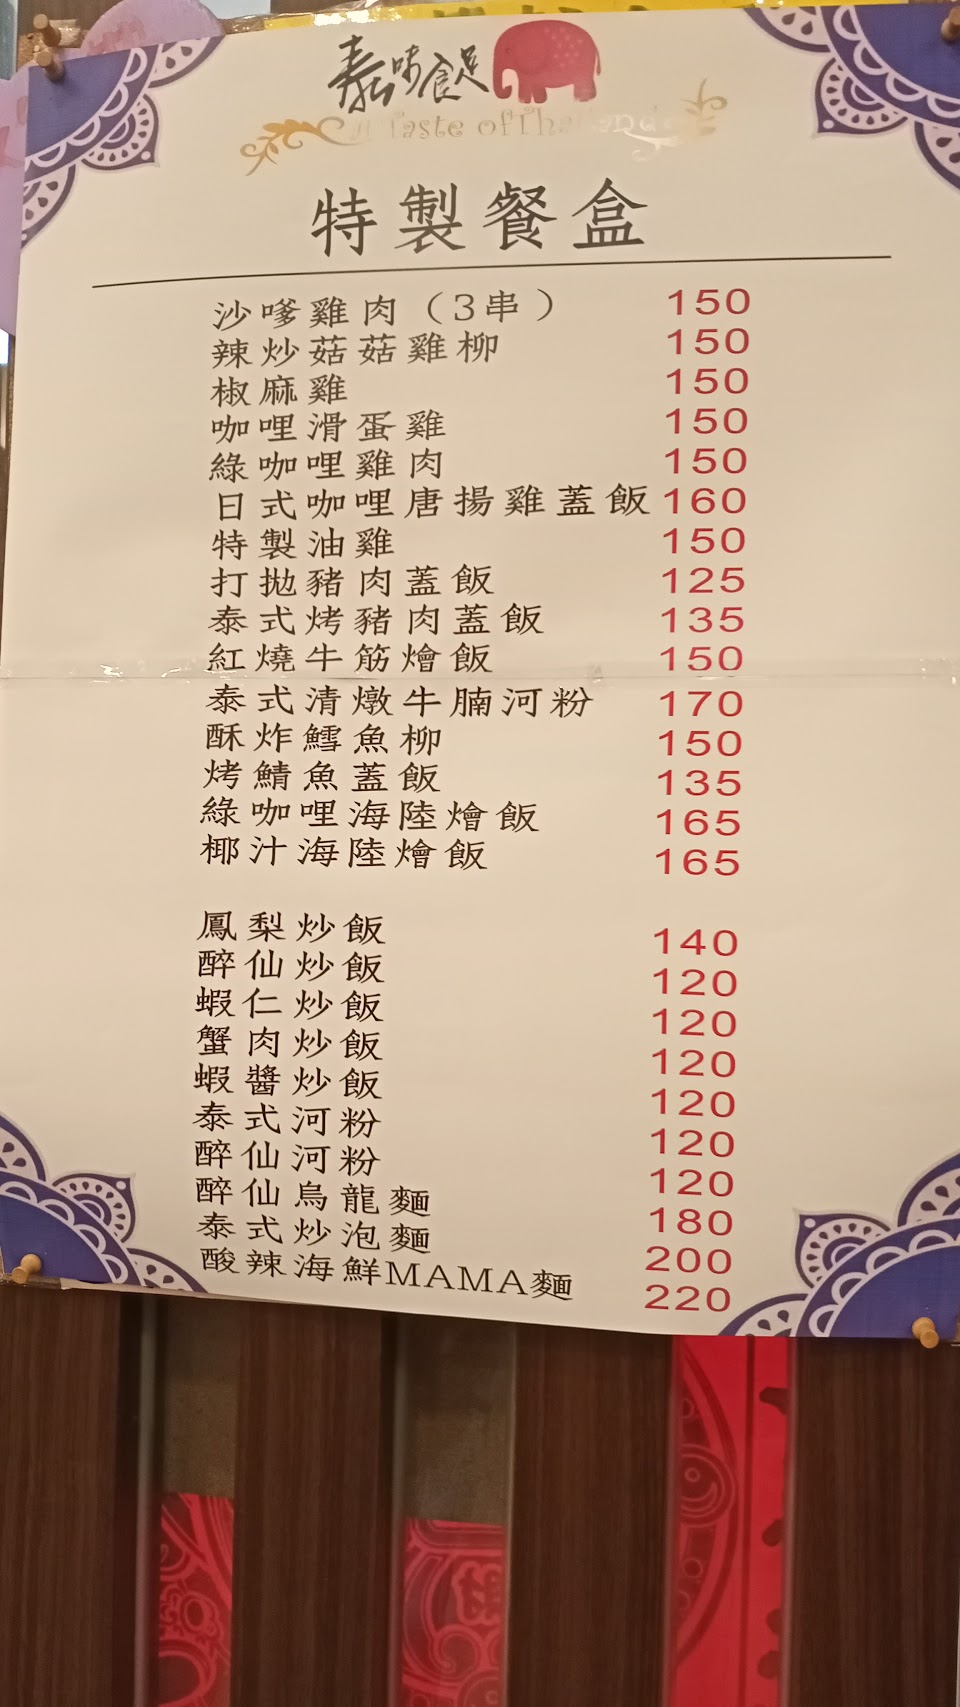 泰味食足
A Taste of Thailand
特製餐盒
沙嗲雞肉（3串） 150
辣炒菇菇雞柳 150
椒麻雞 150
咖哩滑蛋雞 150
綠咖哩雞肉 150
日式咖哩唐揚雞蓋飯 160
特製油雞 150
打拋豬肉蓋飯 125
泰式烤豬肉蓋飯 135
紅燒牛筋燴飯 150
泰式清燉牛腩河粉 170
酥炸鱈魚柳 150
烤鯖魚蓋飯 135
綠咖哩海陸燴飯 165
椰汁海陸燴飯 165
鳳梨炒飯 140
醉仙炒飯 120
蝦仁炒飯 120
蟹肉炒飯 120
蝦醬炒飯 120
泰式河粉 120
醉仙河粉 120
醉仙烏龍麵 180
泰式炒泡麵 200
酸辣海鮮MAMA麵 220